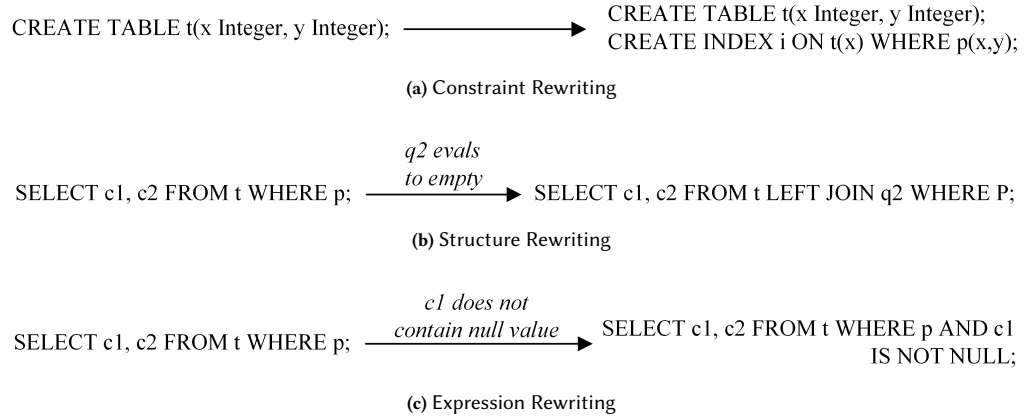 CREATE TABLE t(x Integer, y Integer);
CREATE TABLE t(x Integer, y Integer);
CREATE INDEX i ON t(x) WHERE p(x,y);
(a) Constraint Rewriting
q2 evals
to empty
SELECT c1, c2 FROM t WHERE p;
SELECT c1, c2 FROM t LEFT JOIN q2 WHERE P;
(b) Structure Rewriting
c1 does not
contain null value
SELECT c1, c2 FROM t WHERE p;
SELECT c1, c2 FROM t WHERE p AND c1
IS NOT NULL;
(c) Expression Rewriting